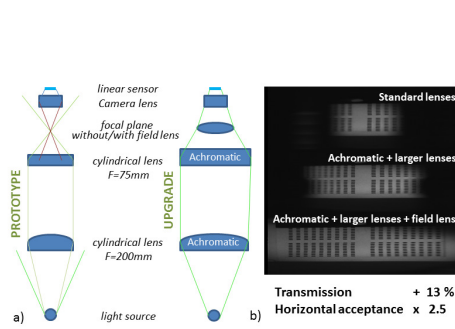 linear sensor
Camera lens
focal plane
without/with field lens
cylindrical lens
F=75mm
cylindrical lens
F=200mm
light source
PROTOTYPE
a)
UPGRADE
Achromatic
Achromatic
b)
Standard lenses
Achromatic + larger lenses
Achromatic + larger lenses + field lens
Transmission + 13 %
Horizontal acceptance x 2.5